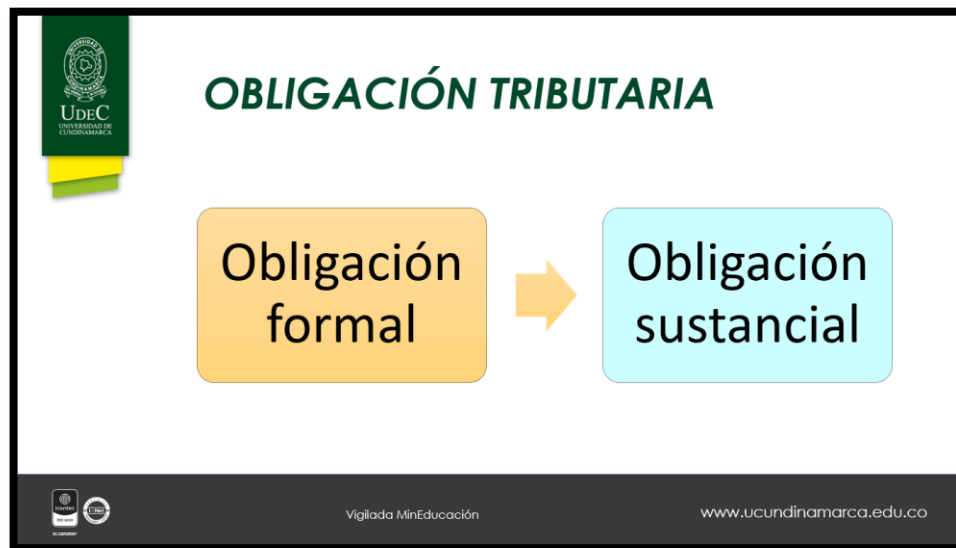 OBLIGACIÓN TRIBUTARIA
UDEC
UNIVERSIDAD DE
CUNDINAMARCA
Obligación
formal
Obligación
sustancial
Vigilada MinEducación
www.ucundinamarca.edu.co